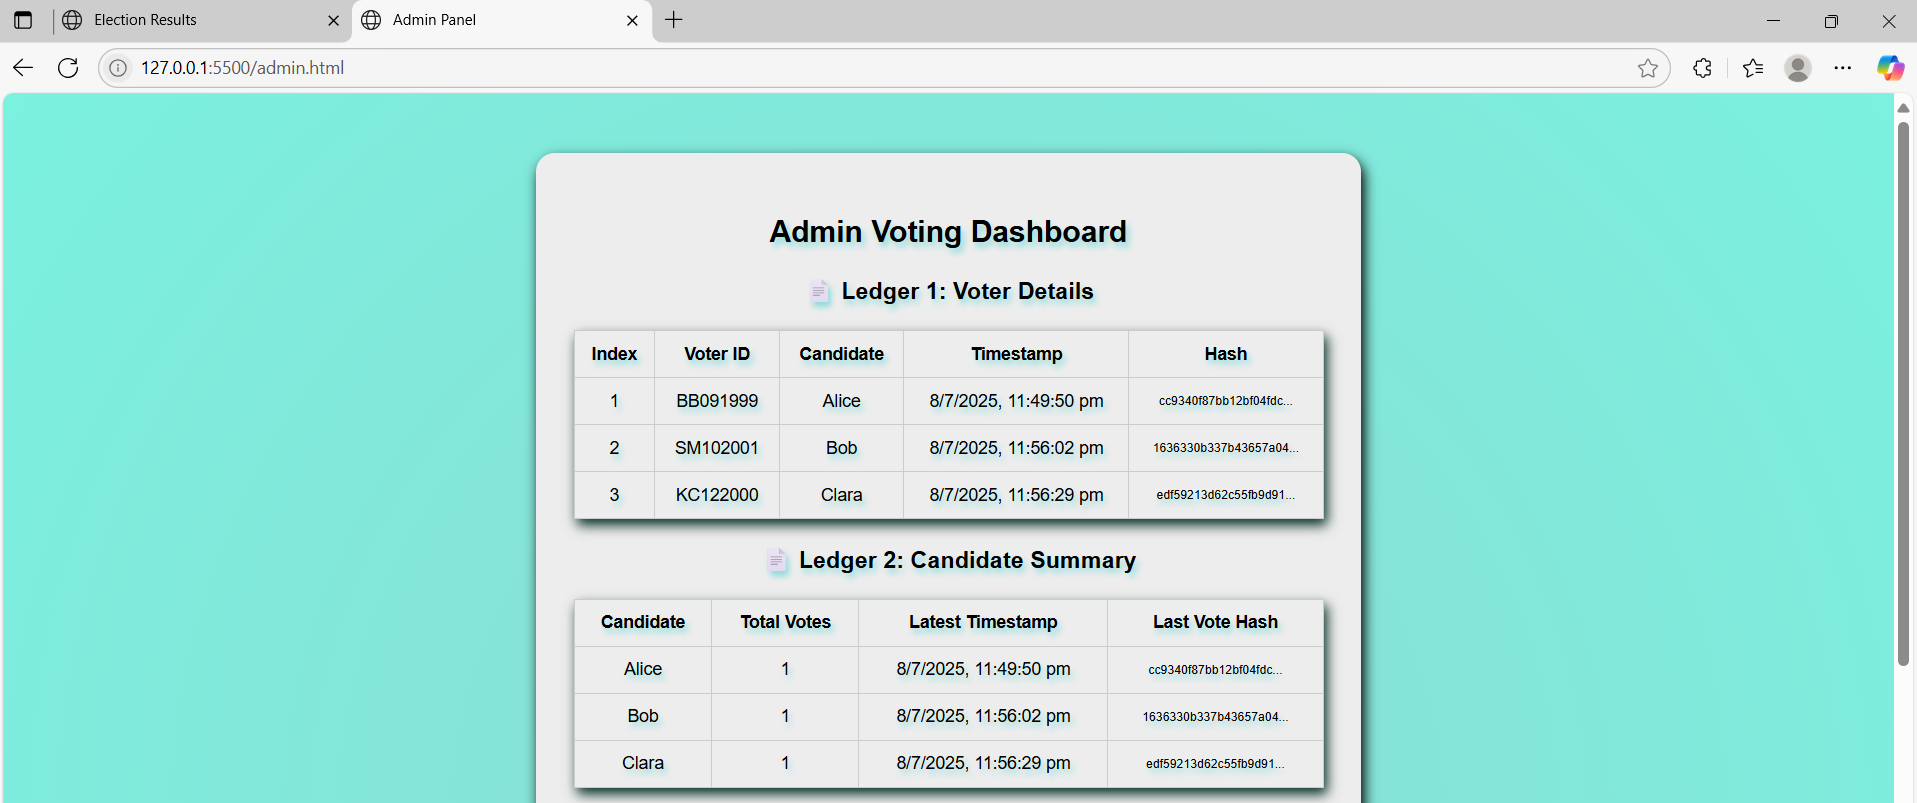 Election Results
Admin Panel
127.0.0.1:5500/admin.html
Admin Voting Dashboard
Ledger 1: Voter Details
Index Voter ID Candidate Timestamp Hash
1 BB091999 Alice 8/7/2025, 11:49:50 pm cc9340f87bb12bf04fdc...
2 SM102001 Bob 8/7/2025, 11:56:02 pm 1636330b337b43657a04...
3 KC122000 Clara 8/7/2025, 11:56:29 pm edf59213d62c55fb9d91...
Ledger 2: Candidate Summary
Candidate Total Votes Latest Timestamp Last Vote Hash
Alice 1 8/7/2025, 11:49:50 pm cc9340f87bb12bf04fdc...
Bob 1 8/7/2025, 11:56:02 pm 1636330b337b43657a04...
Clara 1 8/7/2025, 11:56:29 pm edf59213d62c55fb9d91...